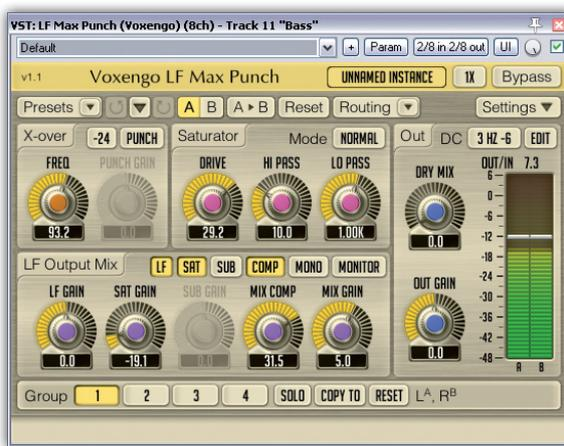 VST: LF Max Punch (Voxengo) (8ch) - Track 11 "Bass"
Default + Param 2/8 in 2/8 out UI
v1.1 Voxengo LF Max Punch UNNAMED INSTANCE 1X Bypass
Presets A B A▸B Reset Routing Settings
X-over -24 PUNCH Saturator Mode NORMAL Out DC 3 HZ -6 EDIT
FREQ PUNCH GAIN DRIVE HI PASS LO PASS DRY MIX OUT/IN 7.3
93.2 0.0 29.2 10.0 1.00K 0.0
LF Output Mix LF SAT SUB COMP MONO MONITOR
LF GAIN SAT GAIN SUB GAIN MIX COMP MIX GAIN OUT GAIN
0.0 -19.1 0.0 31.5 5.0 0.0
6
0
-6
-12
-18
-24
-30
-36
-42
-48
A B
Group 1 2 3 4 SOLO COPY TO RESET Lᴬ, Rᴮ